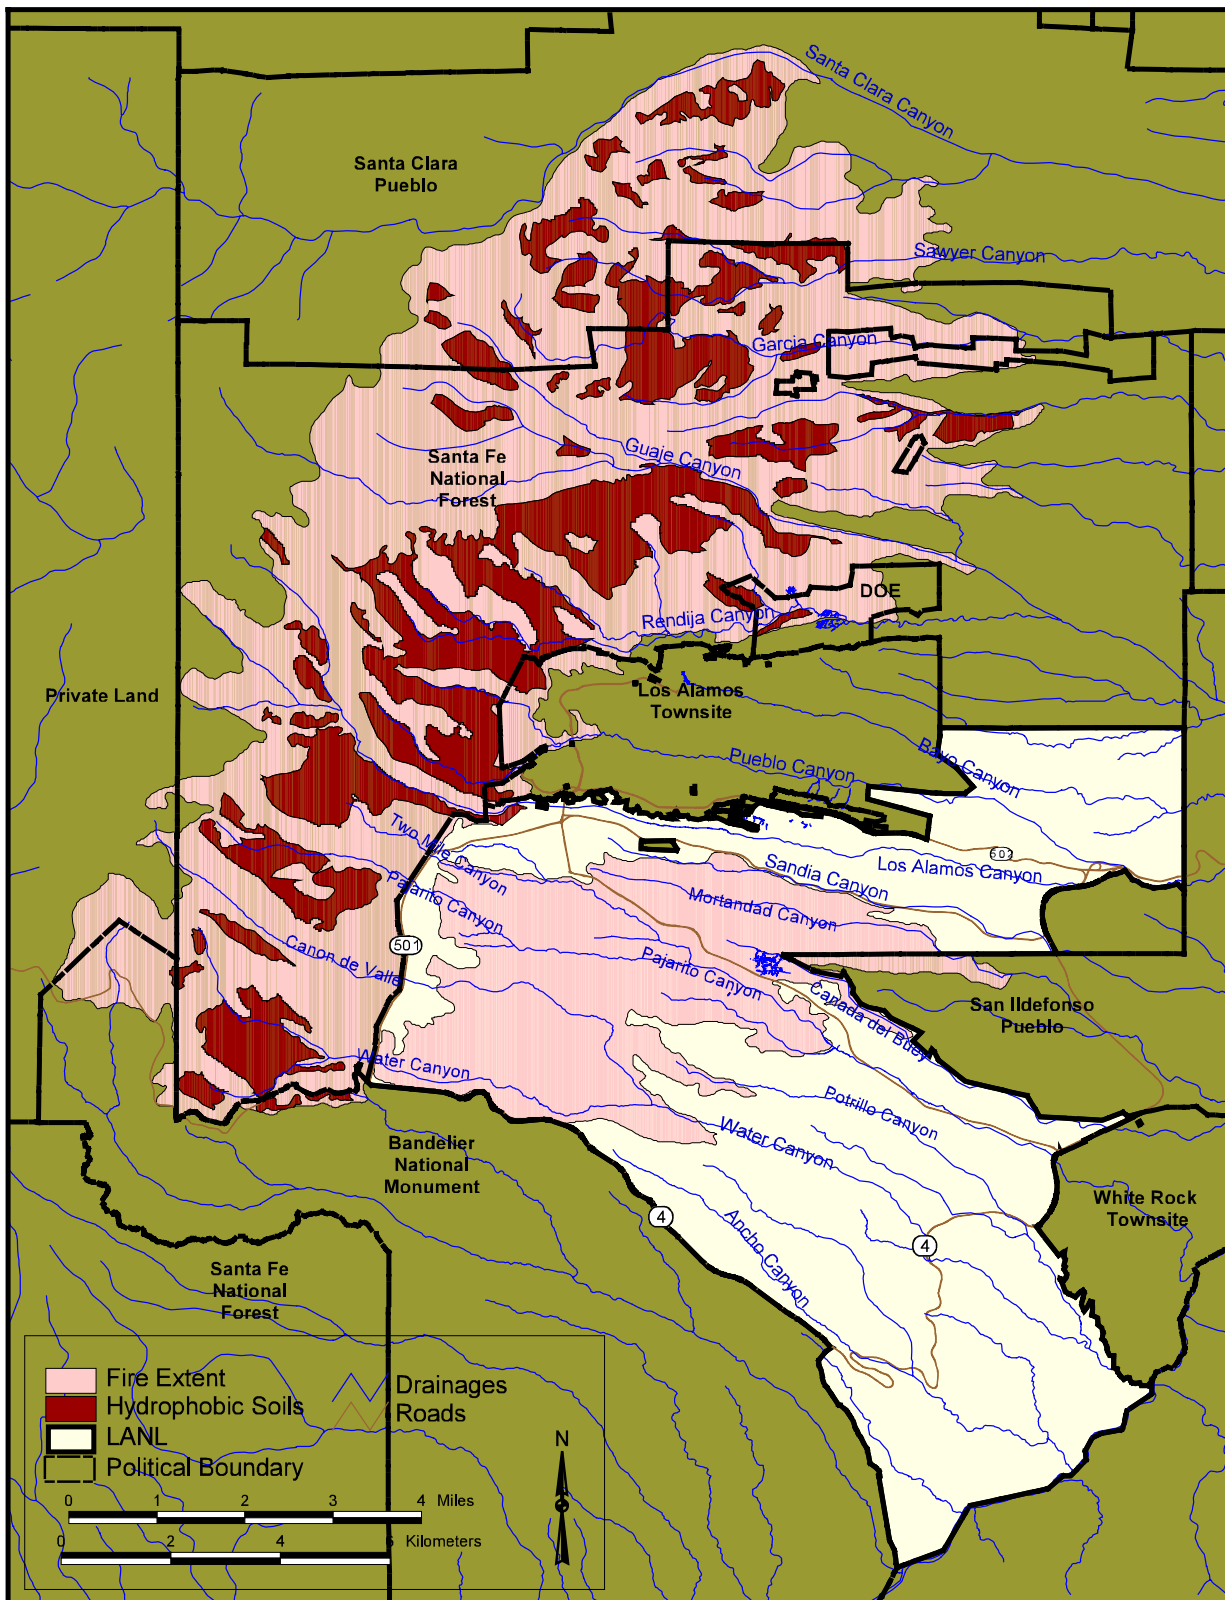 Santa Clara Canyon
Santa Clara
Pueblo
Sawyer Canyon
Garcia Canyon
Guaje Canyon
Santa Fe
National
Forest
DOE
Rendija Canyon
Private Land
Los Alamos
Townsite
Bayo Canyon
Pueblo Canyon
Two Mile Canyon
502
Los Alamos Canyon
Sandia Canyon
Pajarito Canyon
Mortandad Canyon
501
Canon de Valle
Pajarito Canyon
Canada del Buey
San Ildefonso
Pueblo
Water Canyon
Potrillo Canyon
Water Canyon
Bandelier
National
Monument
White Rock
Townsite
4
Ancho Canyon
4
Santa Fe
National
Forest
Fire Extent
Hydrophobic Soils
LANL
Political Boundary
Drainages
Roads
N
0 1 2 3 4 Miles
0 2 4 6 Kilometers